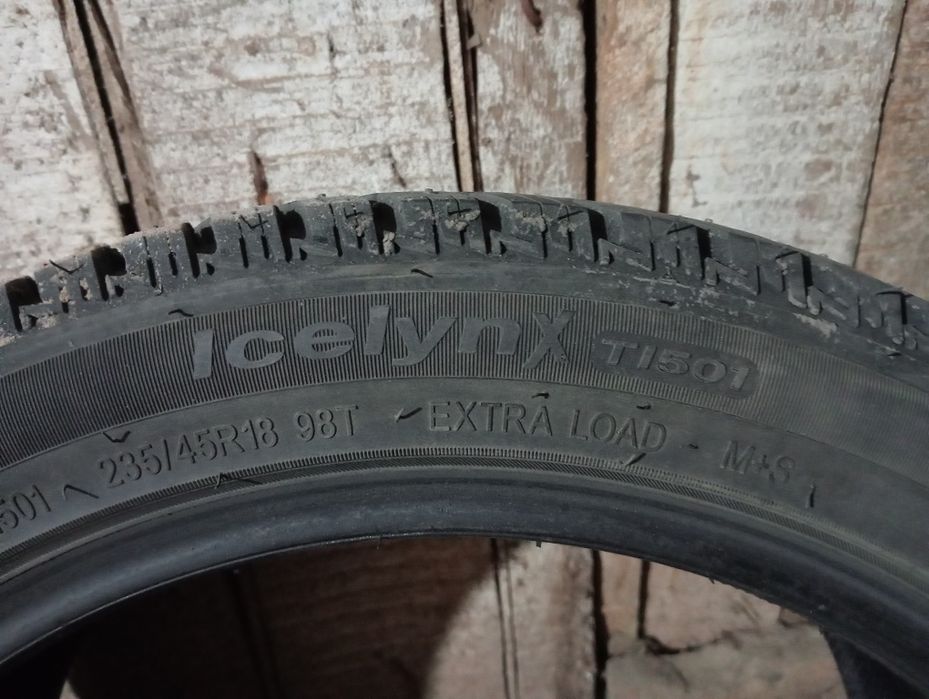 Icelynx TI501
501 235/45R18 98T EXTRA LOAD M+S